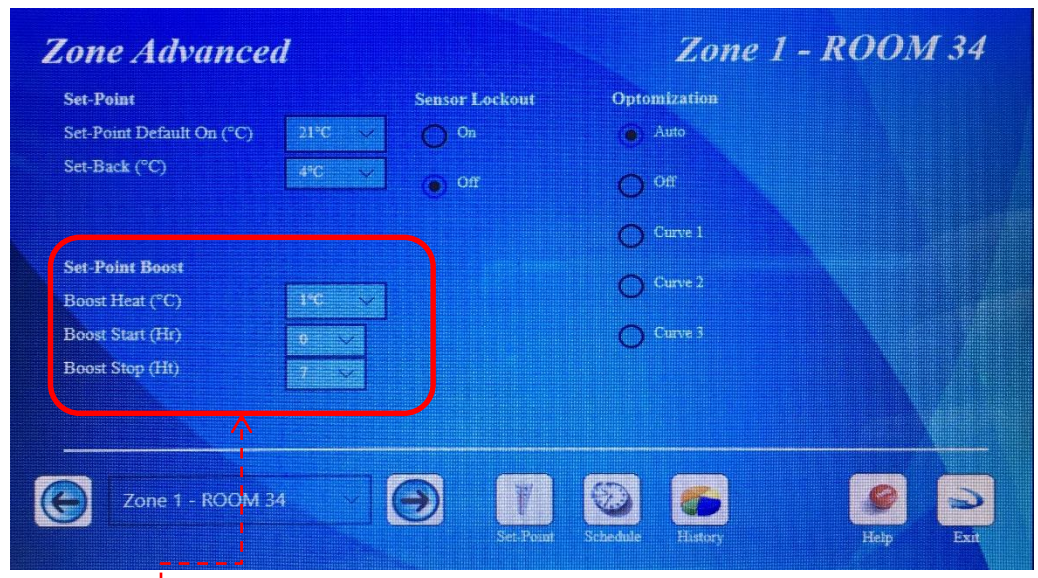 Zone Advanced
Zone 1 - ROOM 34
Set-Point
Set-Point Default On (°C) 21°C
Set-Back (°C) 4°C
Sensor Lockout
On
Off
Optomization
Auto
Off
Curve 1
Curve 2
Curve 3
Set-Point Boost
Boost Heat (°C) 1°C
Boost Start (Hr) 0
Boost Stop (Ht) 7
Zone 1 - ROOM 34
Set-Point
Schedule
History
Help
Exit